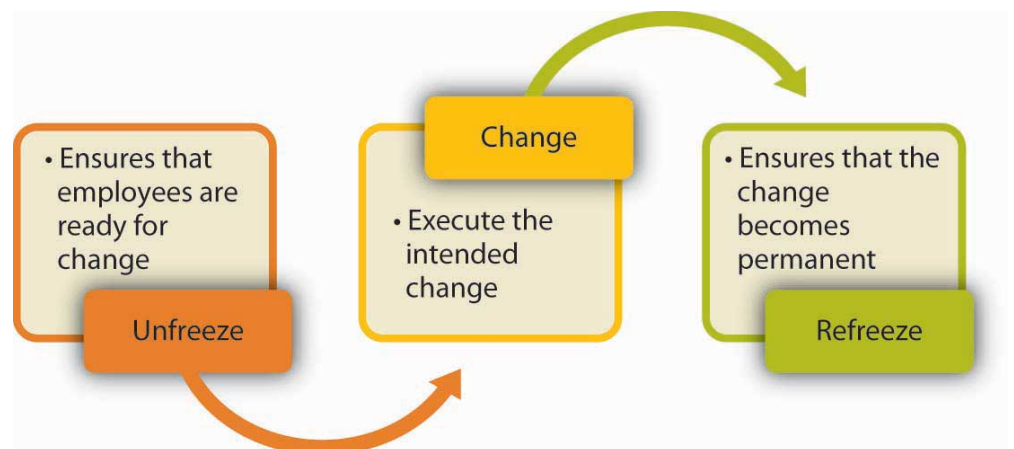 • Ensures that
employees are
ready for
change
Unfreeze
Change
• Execute the
intended
change
• Ensures that the
change
becomes
permanent
Refreeze